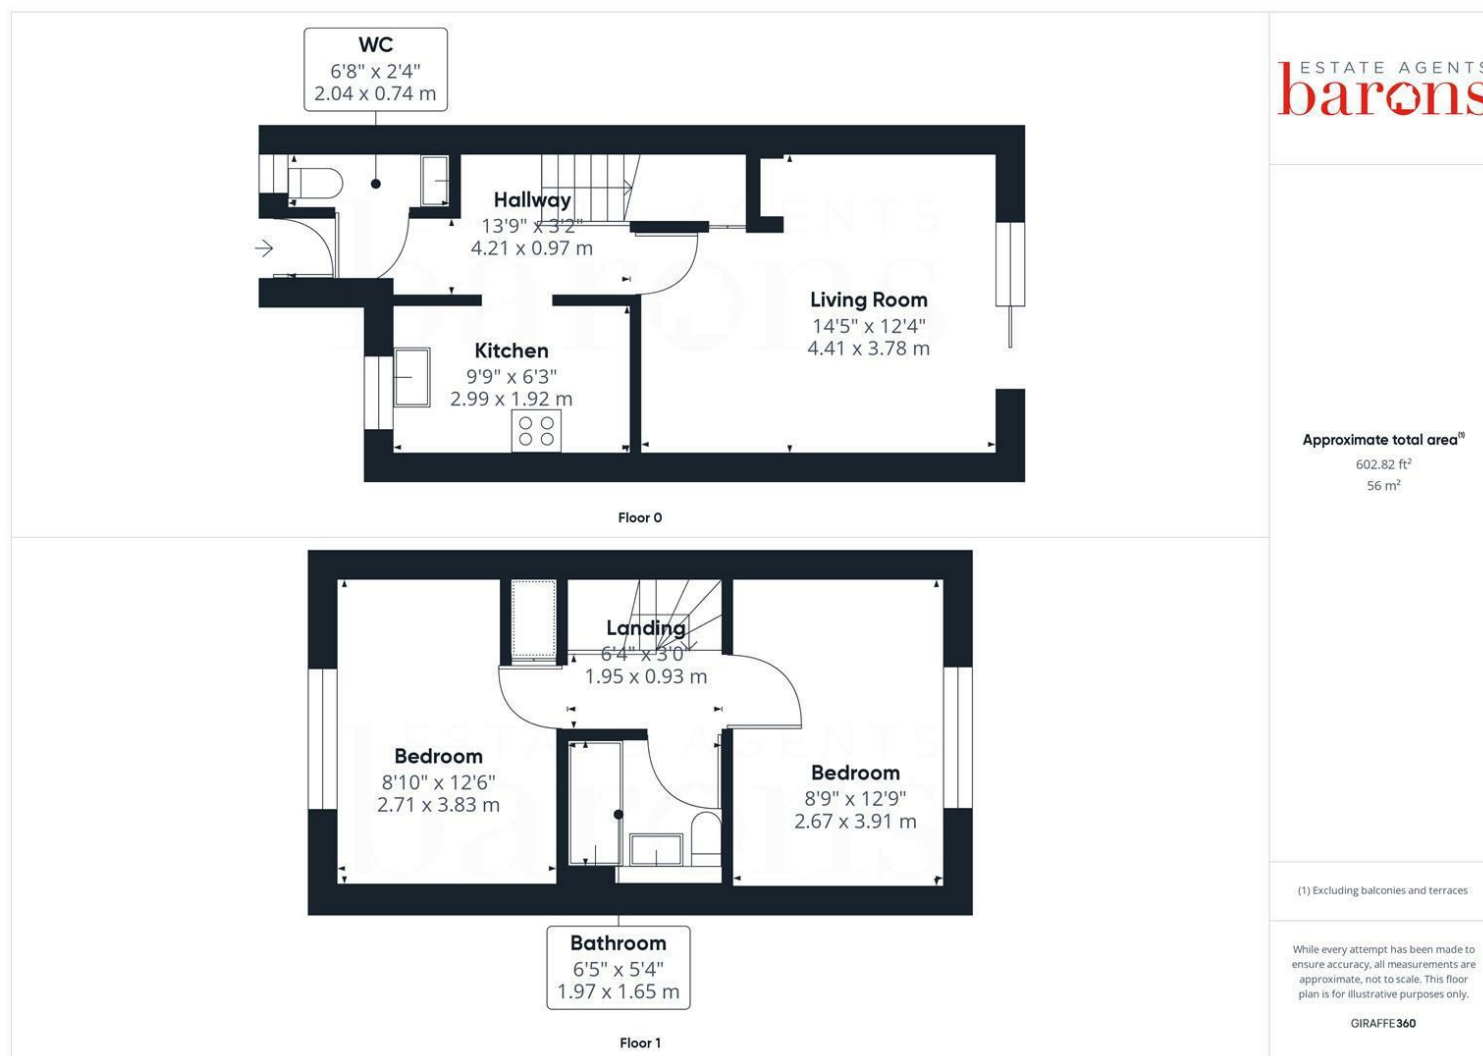 WC
6'8" x 2'4"
2.04 x 0.74 m
Hallway
13'9" x 3'2"
4.21 x 0.97 m
Living Room
14'5" x 12'4"
4.41 x 3.78 m
Kitchen
9'9" x 6'3"
2.99 x 1.92 m
Floor 0
Landing
6'4" x 3'0"
1.95 x 0.93 m
Bedroom
8'10" x 12'6"
2.71 x 3.83 m
Bedroom
8'9" x 12'9"
2.67 x 3.91 m
Bathroom
6'5" x 5'4"
1.97 x 1.65 m
Floor 1
ESTATE AGENTS
barons
Approximate total area(1)
602.82 ft²
56 m²
(1) Excluding balconies and terraces
While every attempt has been made to
ensure accuracy, all measurements are
approximate, not to scale. This floor
plan is for illustrative purposes only.
GIRAFFE360
ESTATE AGENTS
barons
ESTATE AGENTS
barons